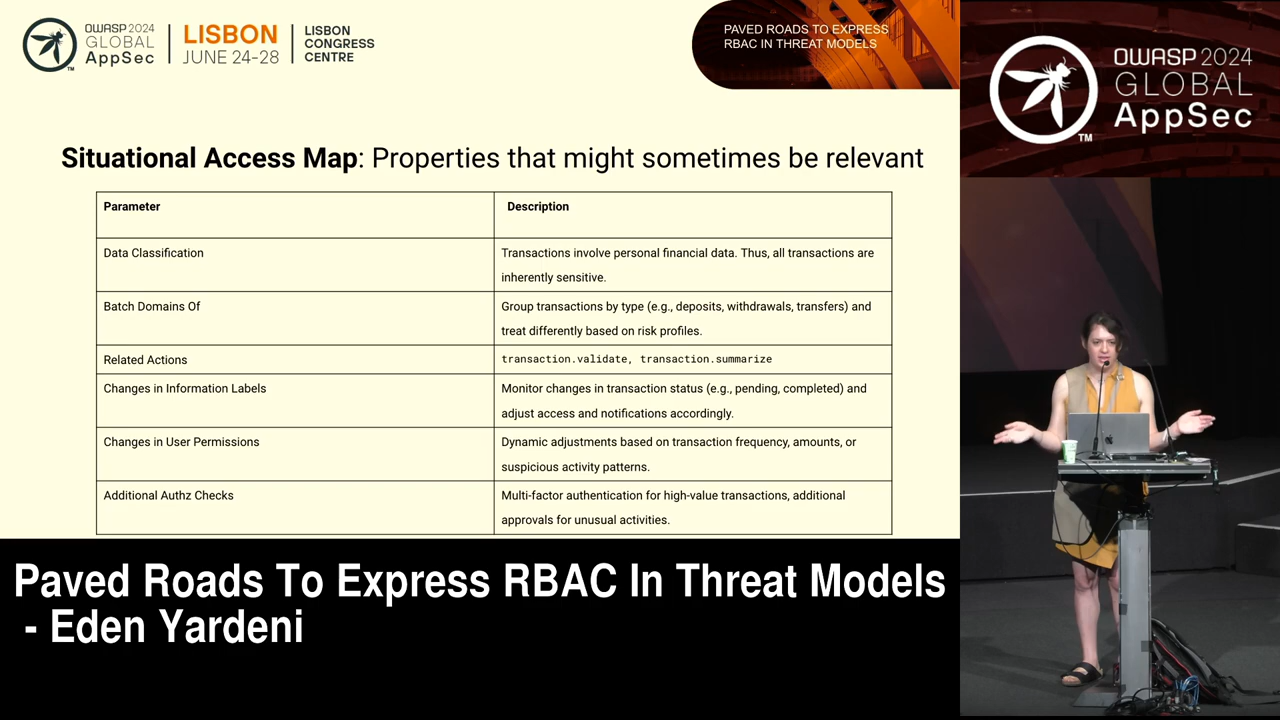 OWASP 2024
GLOBAL
AppSec
TM
LISBON
JUNE 24-28
LISBON
CONGRESS
CENTRE
PAVED ROADS TO EXPRESS
RBAC IN THREAT MODELS
OWASP 2024
GLOBAL
AppSec
TM
Situational Access Map: Properties that might sometimes be relevant
Parameter Description
Data Classification Transactions involve personal financial data. Thus, all transactions are
inherently sensitive.
Batch Domains Of Group transactions by type (e.g., deposits, withdrawals, transfers) and
treat differently based on risk profiles.
Related Actions transaction.validate, transaction.summarize
Changes in Information Labels Monitor changes in transaction status (e.g., pending, completed) and
adjust access and notifications accordingly.
Changes in User Permissions Dynamic adjustments based on transaction frequency, amounts, or
suspicious activity patterns.
Additional Authz Checks Multi-factor authentication for high-value transactions, additional
approvals for unusual activities.
Paved Roads To Express RBAC In Threat Models
- Eden Yardeni